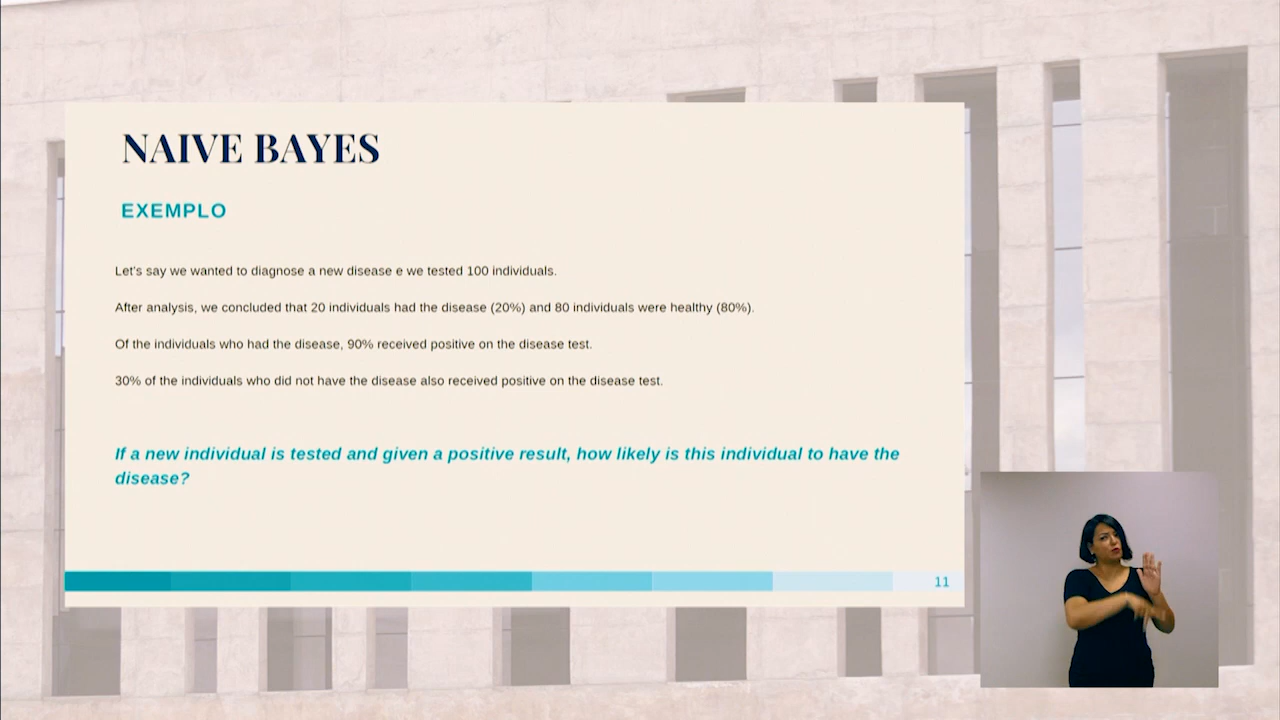 NAIVE BAYES
EXEMPLO
Let's say we wanted to diagnose a new disease e we tested 100 individuals.
After analysis, we concluded that 20 individuals had the disease (20%) and 80 individuals were healthy (80%).
Of the individuals who had the disease, 90% received positive on the disease test.
30% of the individuals who did not have the disease also received positive on the disease test.
If a new individual is tested and given a positive result, how likely is this individual to have the
disease?
11